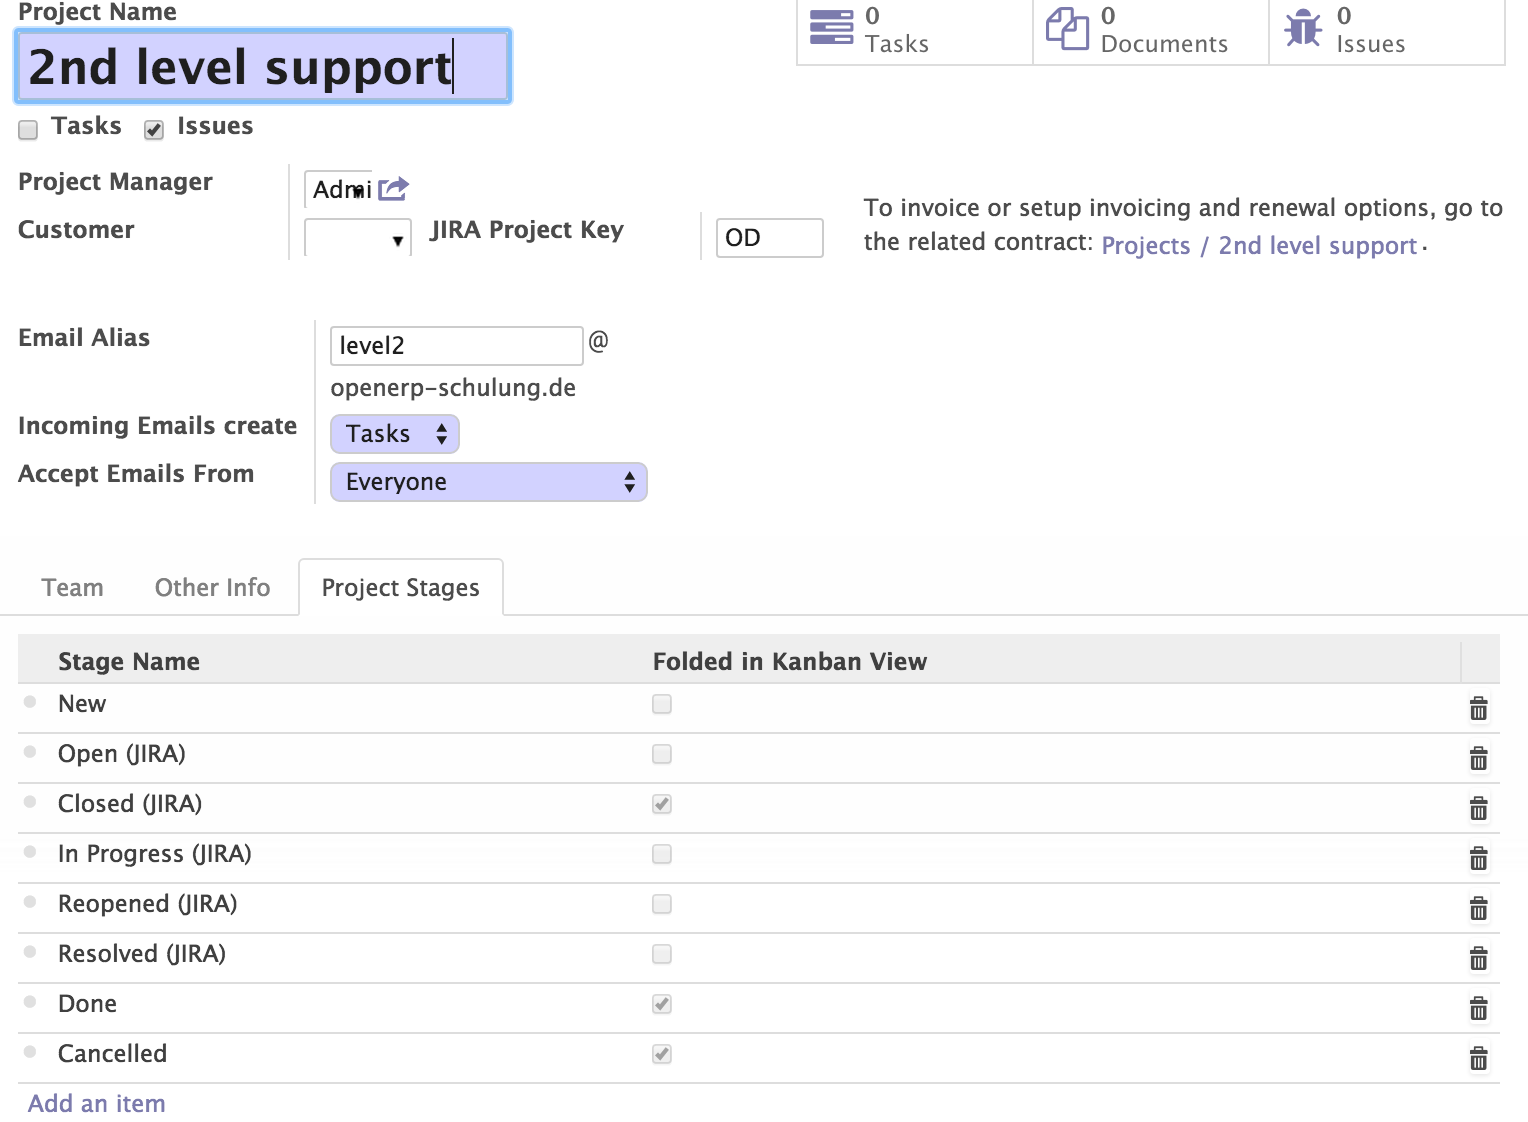 Project Name
2nd level support
0
Tasks
0
Documents
0
Issues
Tasks
Issues
Project Manager
Admi
Customer
JIRA Project Key
OD
To invoice or setup invoicing and renewal options, go to
the related contract: Projects / 2nd level support.
Email Alias
level2
@
openerp-schulung.de
Incoming Emails create
Tasks
Accept Emails From
Everyone
Team
Other Info
Project Stages
Stage Name
Folded in Kanban View
New
Open (JIRA)
Closed (JIRA)
In Progress (JIRA)
Reopened (JIRA)
Resolved (JIRA)
Done
Cancelled
Add an item